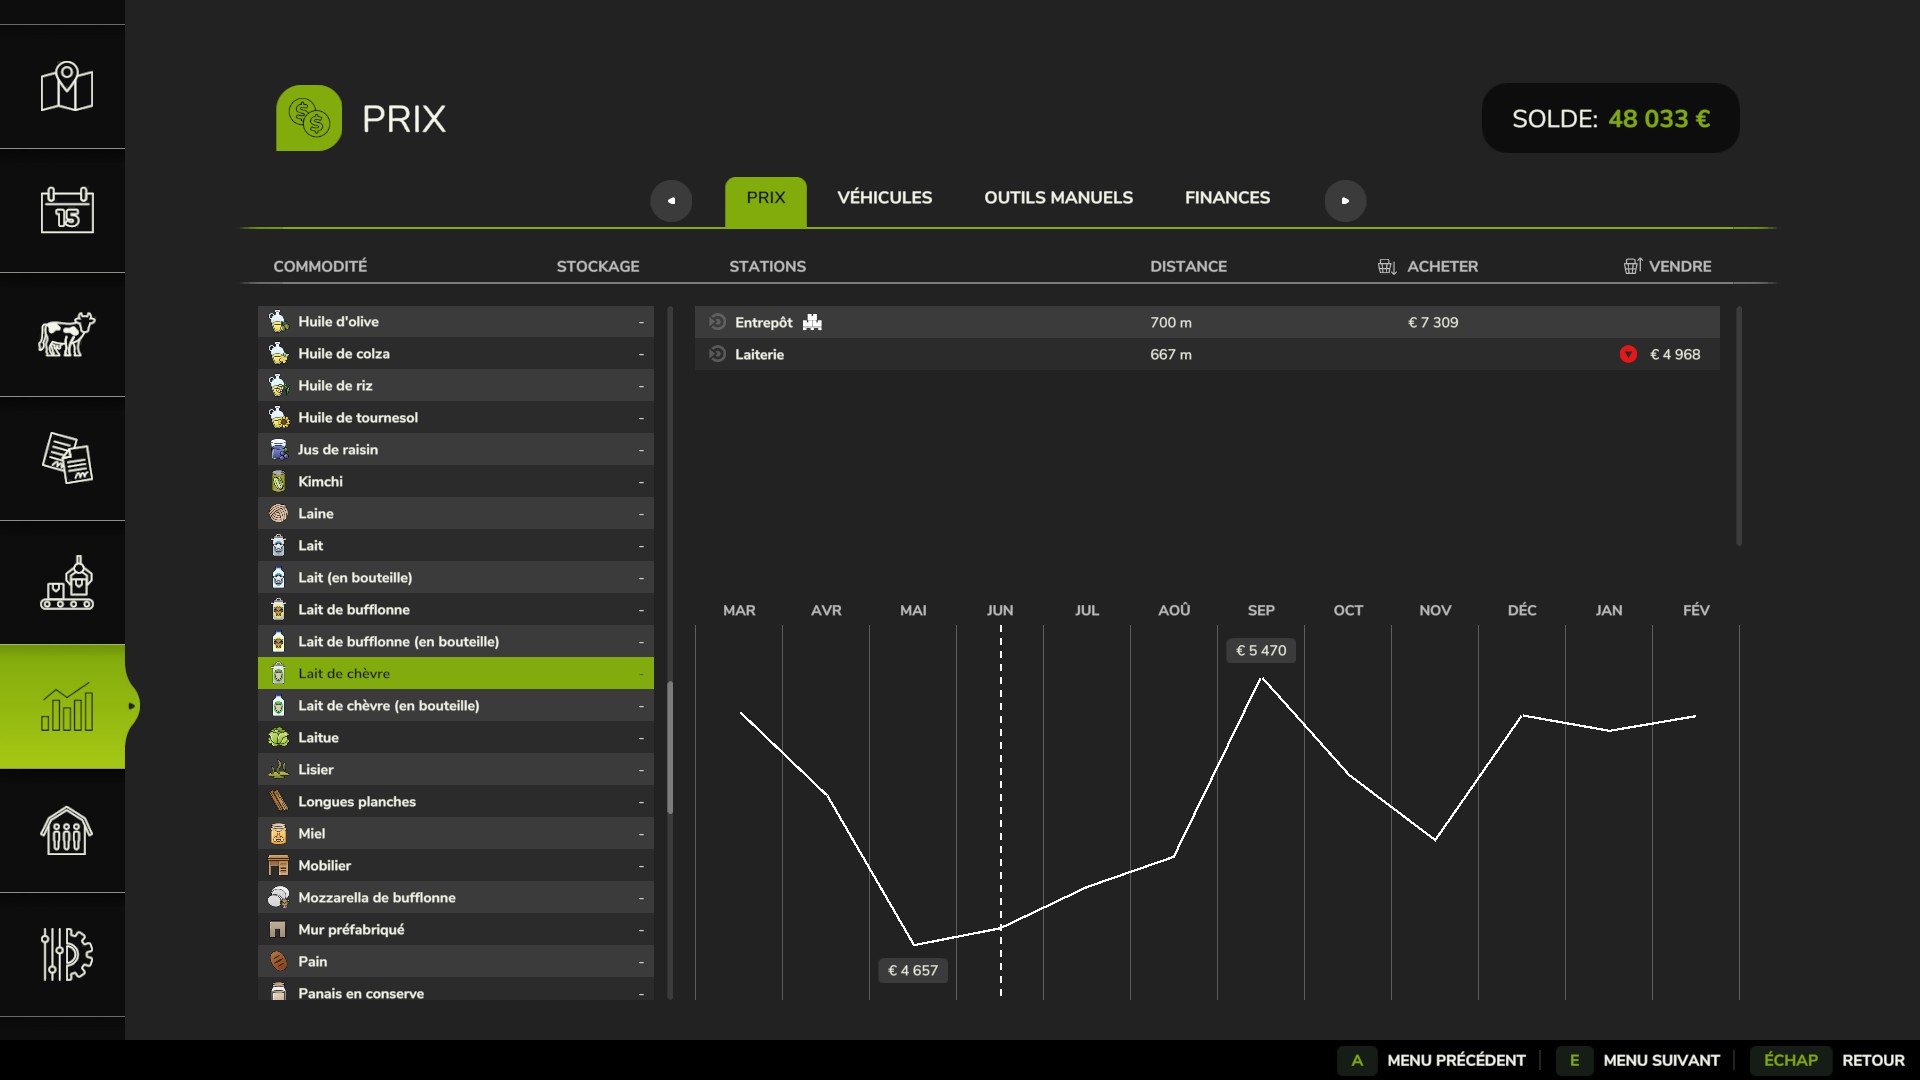 PRIX
SOLDE: 48 033 €
PRIX VÉHICULES OUTILS MANUELS FINANCES
15
COMMODITÉ STOCKAGE STATIONS DISTANCE ACHETER VENDRE
Huile d'olive -
Huile de colza -
Huile de riz -
Huile de tournesol -
Jus de raisin -
Kimchi -
Laine -
Lait -
Lait (en bouteille) -
Lait de bufflonne -
Lait de bufflonne (en bouteille) -
Lait de chèvre -
Lait de chèvre (en bouteille) -
Laitue -
Lisier -
Longues planches -
Miel -
Mobilier -
Mozzarella de bufflonne -
Mur préfabriqué -
Pain -
Panais en conserve -
Entrepôt 700 m € 7 309
Laiterie 667 m € 4 968
MAR AVR MAI JUN JUL AOÛ SEP OCT NOV DÉC JAN FÉV
€ 5 470
€ 4 657
A MENU PRÉCÉDENT E MENU SUIVANT ÉCHAP RETOUR